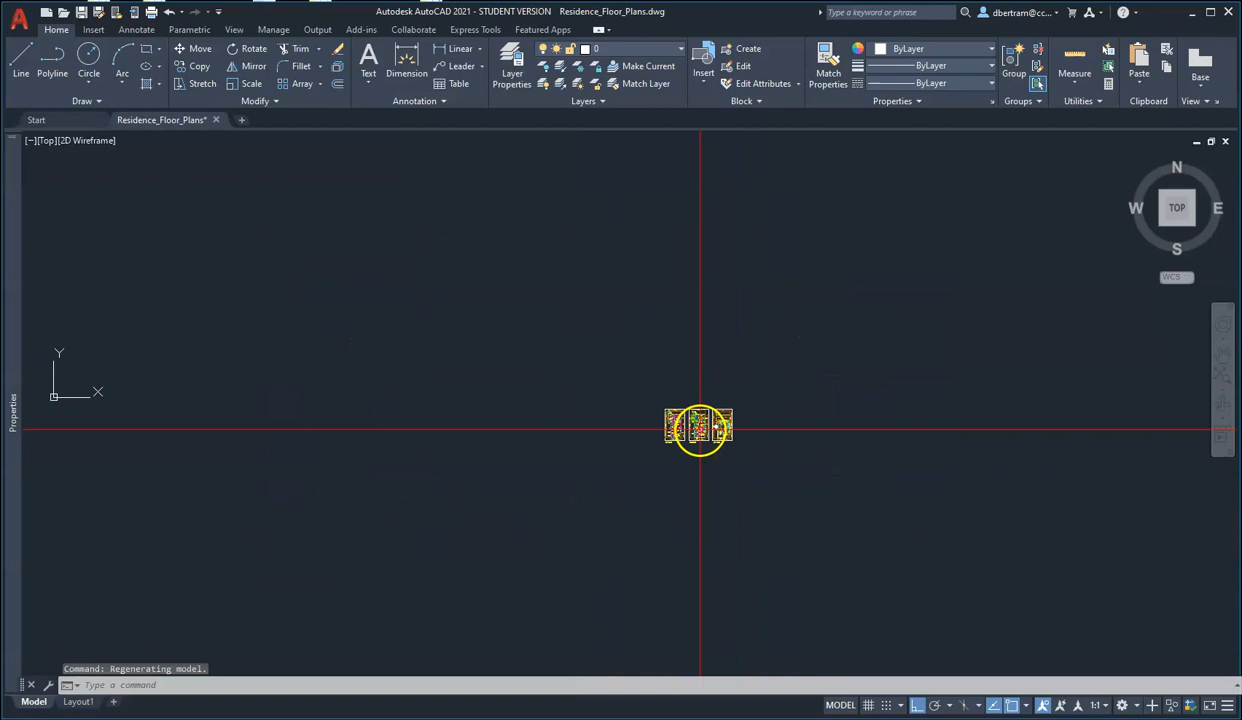 Autodesk AutoCAD 2021 - STUDENT VERSION Residence_Floor_Plans.dwg
Type a keyword or phrase
dbertram@cc...
Home Insert Annotate Parametric View Manage Output Add-ins Collaborate Express Tools Featured Apps
Line Polyline Circle Arc
Move Rotate Trim
Copy Mirror Fillet
Stretch Scale Array
Text Dimension
Linear
Leader
Table
Layer Properties
0
Make Current
Match Layer
Insert
Create
Edit
Edit Attributes
Match Properties
ByLayer
ByLayer
ByLayer
Group
Measure
Paste
Base
Draw Modify Annotation Layers Block Properties Groups Utilities Clipboard View
Start Residence_Floor_Plans*
[−][Top][2D Wireframe]
N
W TOP E
S
WCS
Y
X
Properties
Command: Regenerating model.
Type a command
Model Layout1
MODEL 1:1